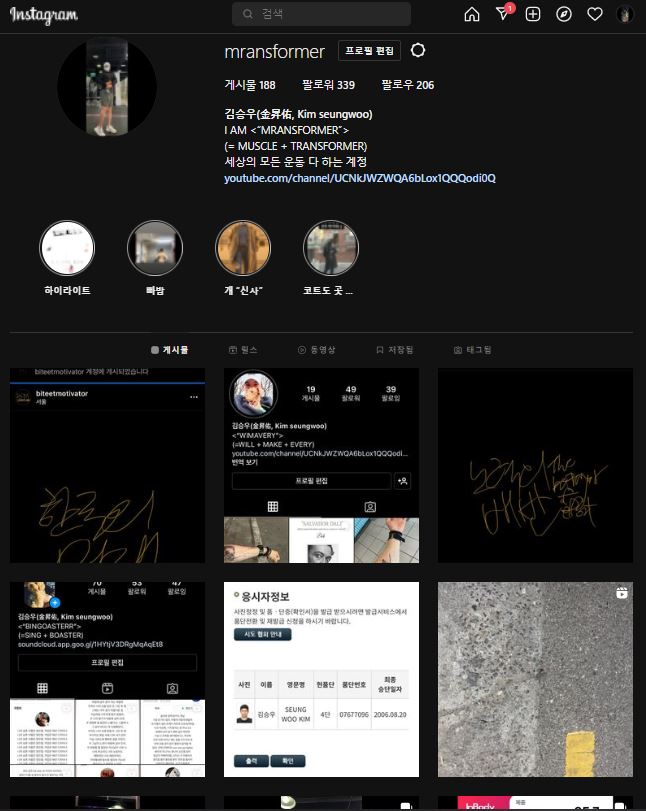 Instagram
검색
1
mransformer
프로필 편집
게시물 188 팔로워 339 팔로우 206
김승우(金昇佑, Kim seungwoo)
I AM <“MRANSFORMER”>
(= MUSCLE + TRANSFORMER)
세상의 모든 운동 다 하는 계정
youtube.com/channel/UCNkJWZWQA6bLox1QQQodi0Q
하이라이트 빠밤 개 “신사” 코트도 곳 ...
게시물 릴스 동영상 저장됨 태그됨
biteetmotivator 계정에 게시되었습니다
biteetmotivator
서울
19 49 39
게시물 팔로워 팔로잉
김승우(金昇佑, Kim seungwoo)
<“WIMAVERY”>
(=WILL + MAKE + EVERY)
youtube.com/channel/UCNkJWZWQA6bLox1QQQodi...
번역 보기
프로필 편집
"SALVATOR DALI"
70 53 47
게시물 팔로워 팔로잉
김승우(金昇佑, Kim seungwoo)
<"BINGOASTERR">
(=SING + BOASTER)
soundcloud.app.goo.gl/1HYtjV3DRgMqAqEt8
프로필 편집
응시자정보
사진정정 및 품ㆍ단증(확인서)을 발급 받으시려면 발급서비스에서
품단전환 및 재발급 신청을 하시기 바랍니다.
시도 협회 안내
사진 이름 영문명 현품단 품단번호 최종 승단일자
김승우 SEUNG WOO KIM 4단 07677096 2006.08.20
출력 확인
InBody